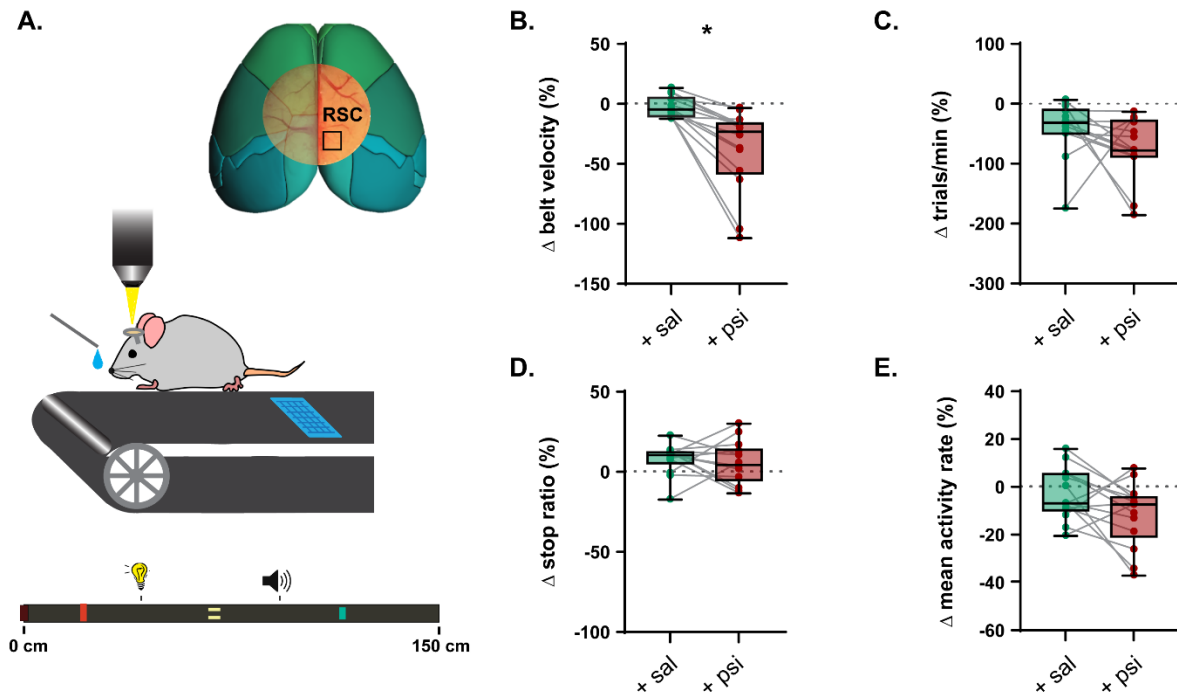 A.
RSC
0 cm
150 cm
B.
*
Δ belt velocity (%)
50
0
-50
-100
-150
+ sal
+ psi
C.
Δ trials/min (%)
100
0
-100
-200
-300
+ sal
+ psi
D.
Δ stop ratio (%)
50
0
-50
-100
+ sal
+ psi
E.
Δ mean activity rate (%)
40
20
0
-20
-40
-60
+ sal
+ psi